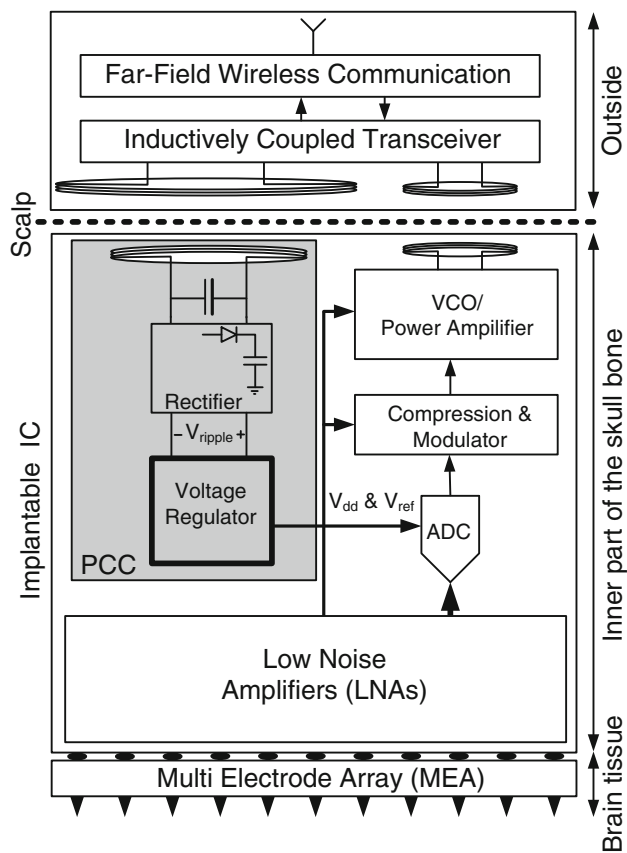 Far-Field Wireless Communication
Inductively Coupled Transceiver
Outside
Scalp
VCO/
Power Ampilifier
Rectifier
– Vripple +
Compression &
Modulator
Voltage
Regulator
Vdd & Vref
ADC
PCC
Implantable IC
Inner part of the skull bone
Low Noise
Amplifiers (LNAs)
Multi Electrode Array (MEA)
Brain tissue